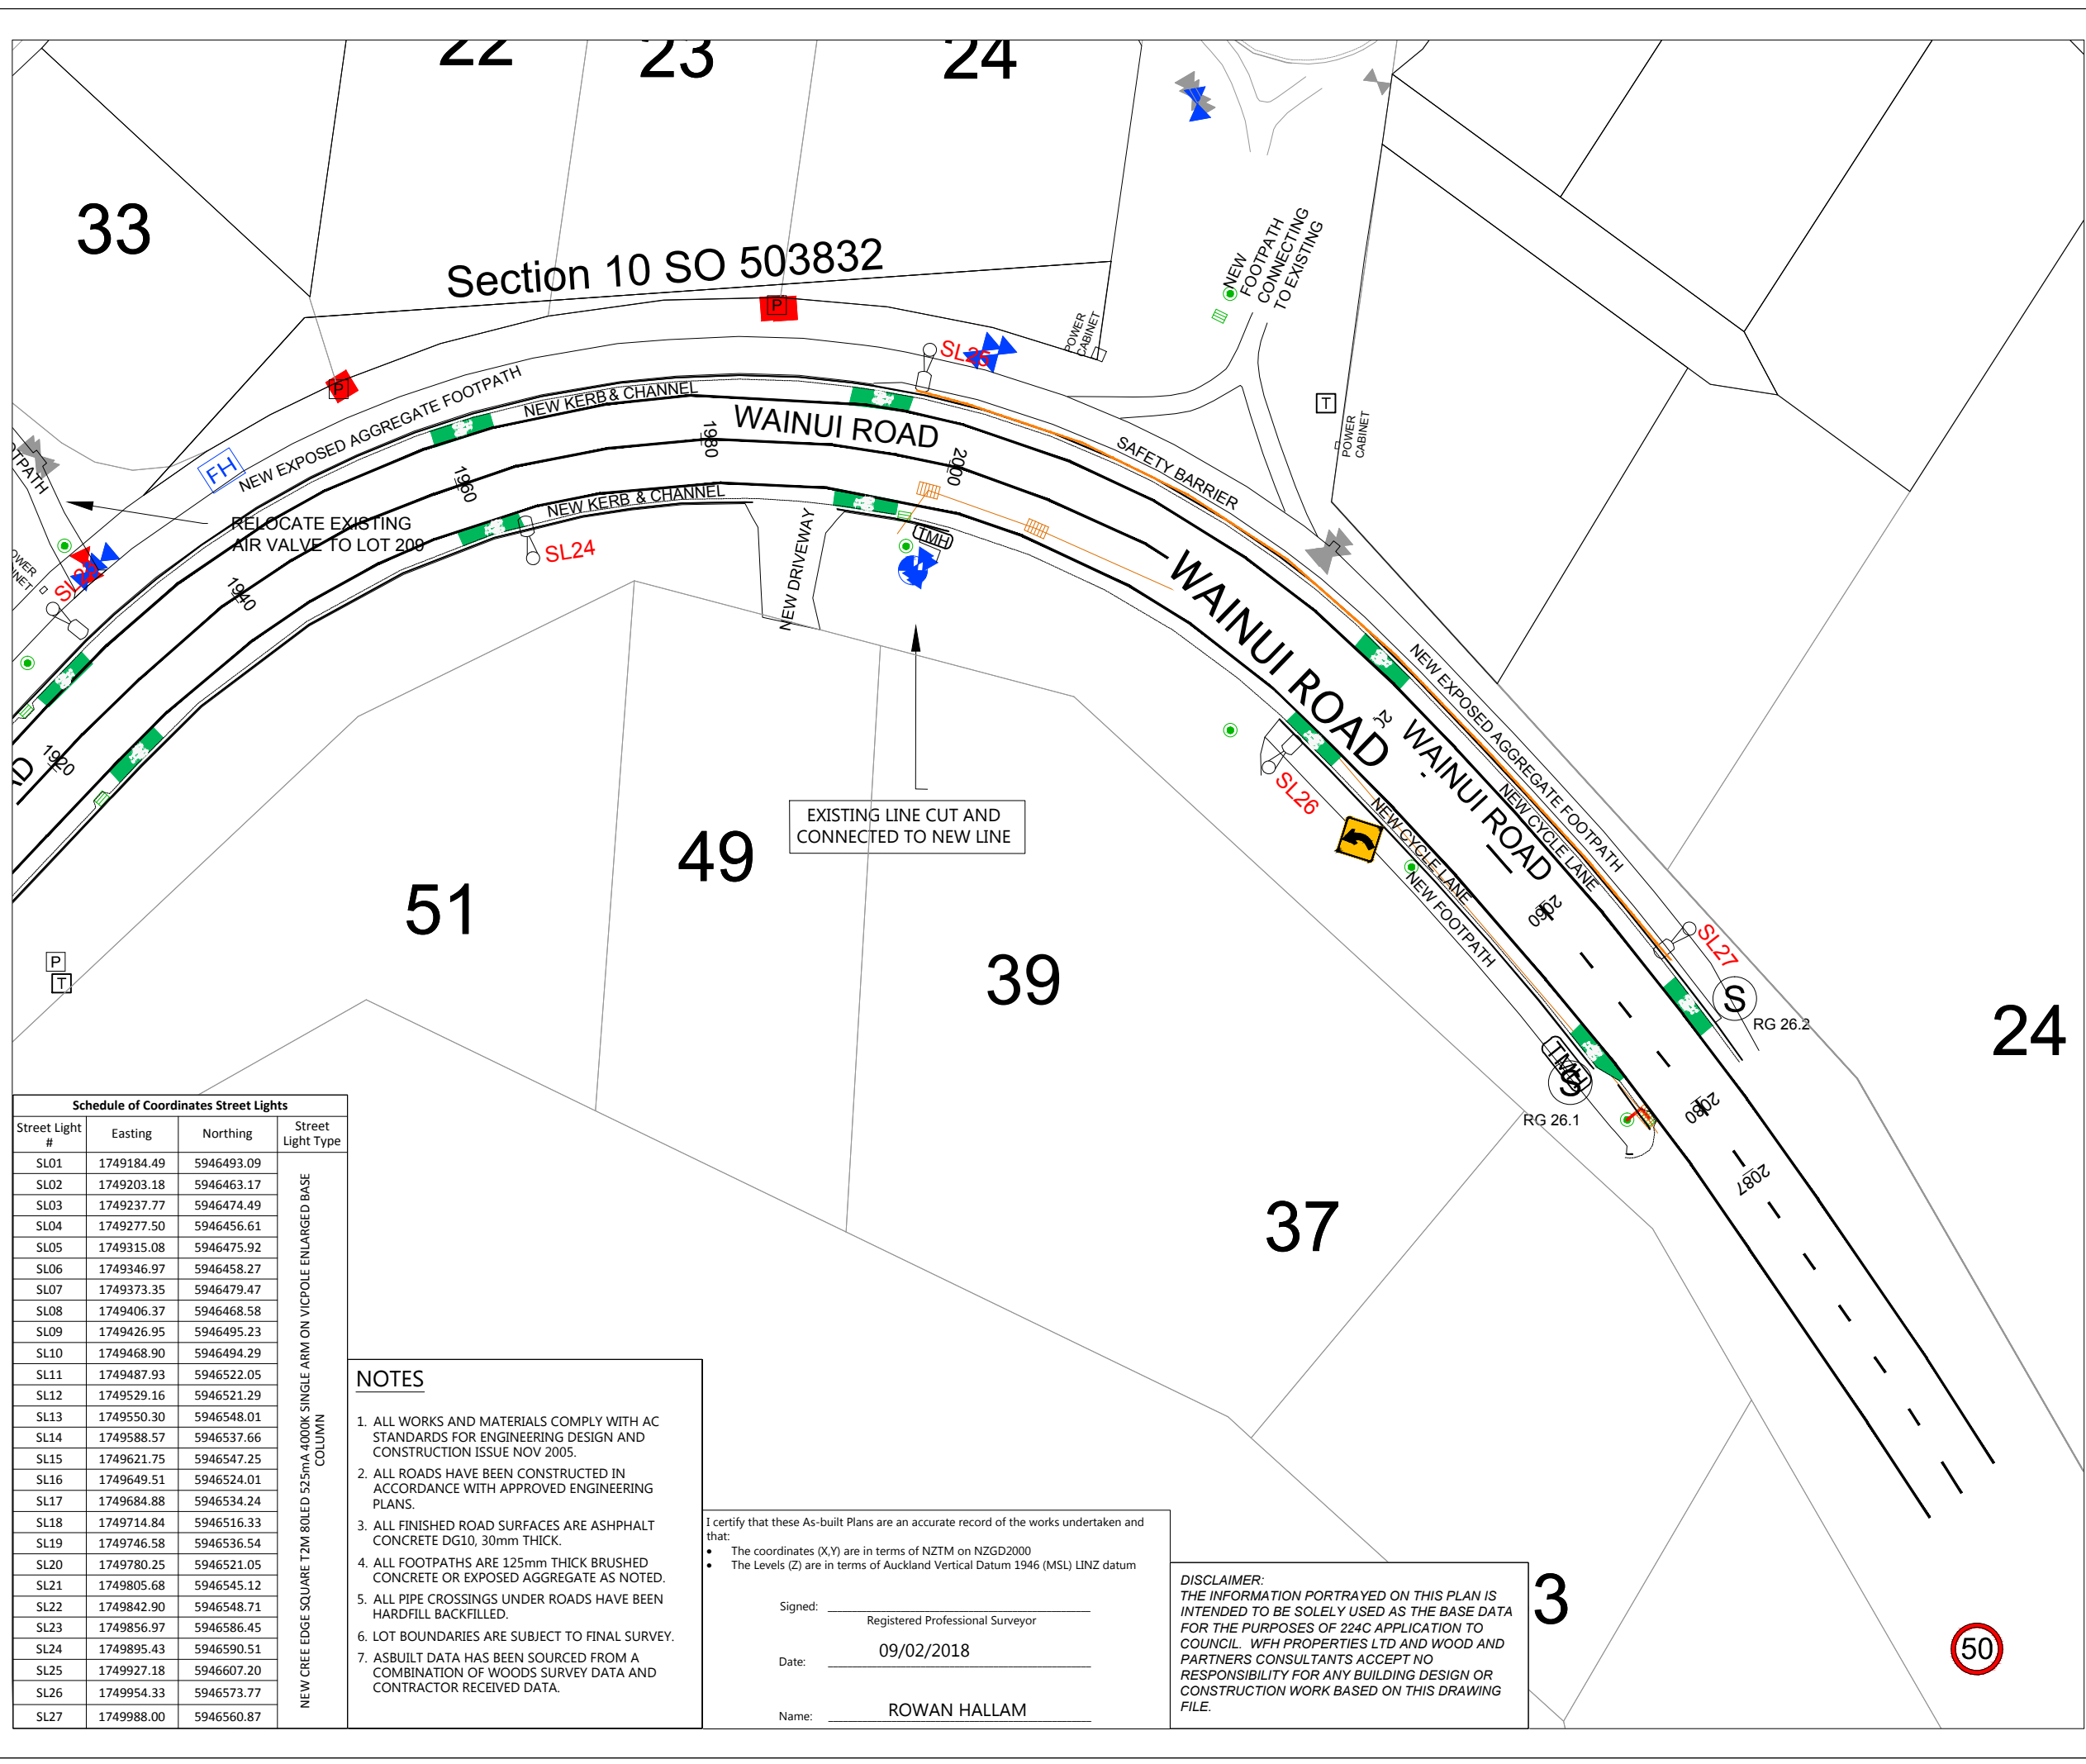 22
23
24
33
Section 10 SO 503832
NEW
FOOTPATH
CONNECTING
TO EXISTING
POWER
CABINET
P
P
SL25
T
POWER
CABINET
NEW EXPOSED AGGREGATE FOOTPATH
NEW KERB & CHANNEL
WAINUI ROAD
SAFETY BARRIER
FH
1980
2000
1960
NEW KERB & CHANNEL
RELOCATE EXISTING
AIR VALVE TO LOT 209
SL24
NEW DRIVEWAY
TMH
1940
WAINUI ROAD
1920
NEW EXPOSED AGGREGATE FOOTPATH
WAINUI ROAD
NEW CYCLE LANE
SL26
EXISTING LINE CUT AND
CONNECTED TO NEW LINE
NEW CYCLE LANE
NEW FOOTPATH
49
51
39
2060
SL27
S
RG 26.2
24
P
T
TMH
S
RG 26.1
2080
2087
37
3
50
Schedule of Coordinates Street Lights
Street Light # Easting Northing Street Light Type
SL01 1749184.49 5946493.09
SL02 1749203.18 5946463.17
SL03 1749237.77 5946474.49
SL04 1749277.50 5946456.61
SL05 1749315.08 5946475.92
SL06 1749346.97 5946458.27
SL07 1749373.35 5946479.47
SL08 1749406.37 5946468.58
SL09 1749426.95 5946495.23
SL10 1749468.90 5946494.29
SL11 1749487.93 5946522.05
SL12 1749529.16 5946521.29
SL13 1749550.30 5946548.01
SL14 1749588.57 5946537.66
SL15 1749621.75 5946547.25
SL16 1749649.51 5946524.01
SL17 1749684.88 5946534.24
SL18 1749714.84 5946516.33
SL19 1749746.58 5946536.54
SL20 1749780.25 5946521.05
SL21 1749805.68 5946545.12
SL22 1749842.90 5946548.71
SL23 1749856.97 5946586.45
SL24 1749895.43 5946590.51
SL25 1749927.18 5946607.20
SL26 1749954.33 5946573.77
SL27 1749988.00 5946560.87
NEW CREE EDGE SQUARE T2M 80LED 525mA 4000K SINGLE ARM ON VICPOLE ENLARGED BASE
COLUMN
NOTES
1. ALL WORKS AND MATERIALS COMPLY WITH AC
STANDARDS FOR ENGINEERING DESIGN AND
CONSTRUCTION ISSUE NOV 2005.
2. ALL ROADS HAVE BEEN CONSTRUCTED IN
ACCORDANCE WITH APPROVED ENGINEERING
PLANS.
3. ALL FINISHED ROAD SURFACES ARE ASHPHALT
CONCRETE DG10, 30mm THICK.
4. ALL FOOTPATHS ARE 125mm THICK BRUSHED
CONCRETE OR EXPOSED AGGREGATE AS NOTED.
5. ALL PIPE CROSSINGS UNDER ROADS HAVE BEEN
HARDFILL BACKFILLED.
6. LOT BOUNDARIES ARE SUBJECT TO FINAL SURVEY.
7. ASBUILT DATA HAS BEEN SOURCED FROM A
COMBINATION OF WOODS SURVEY DATA AND
CONTRACTOR RECEIVED DATA.
I certify that these As-built Plans are an accurate record of the works undertaken and
that:
• The coordinates (X,Y) are in terms of NZTM on NZGD2000
• The Levels (Z) are in terms of Auckland Vertical Datum 1946 (MSL) LINZ datum
Signed:
Registered Professional Surveyor
Date: 09/02/2018
Name: ROWAN HALLAM
DISCLAIMER:
THE INFORMATION PORTRAYED ON THIS PLAN IS
INTENDED TO BE SOLELY USED AS THE BASE DATA
FOR THE PURPOSES OF 224C APPLICATION TO
COUNCIL. WFH PROPERTIES LTD AND WOOD AND
PARTNERS CONSULTANTS ACCEPT NO
RESPONSIBILITY FOR ANY BUILDING DESIGN OR
CONSTRUCTION WORK BASED ON THIS DRAWING
FILE.